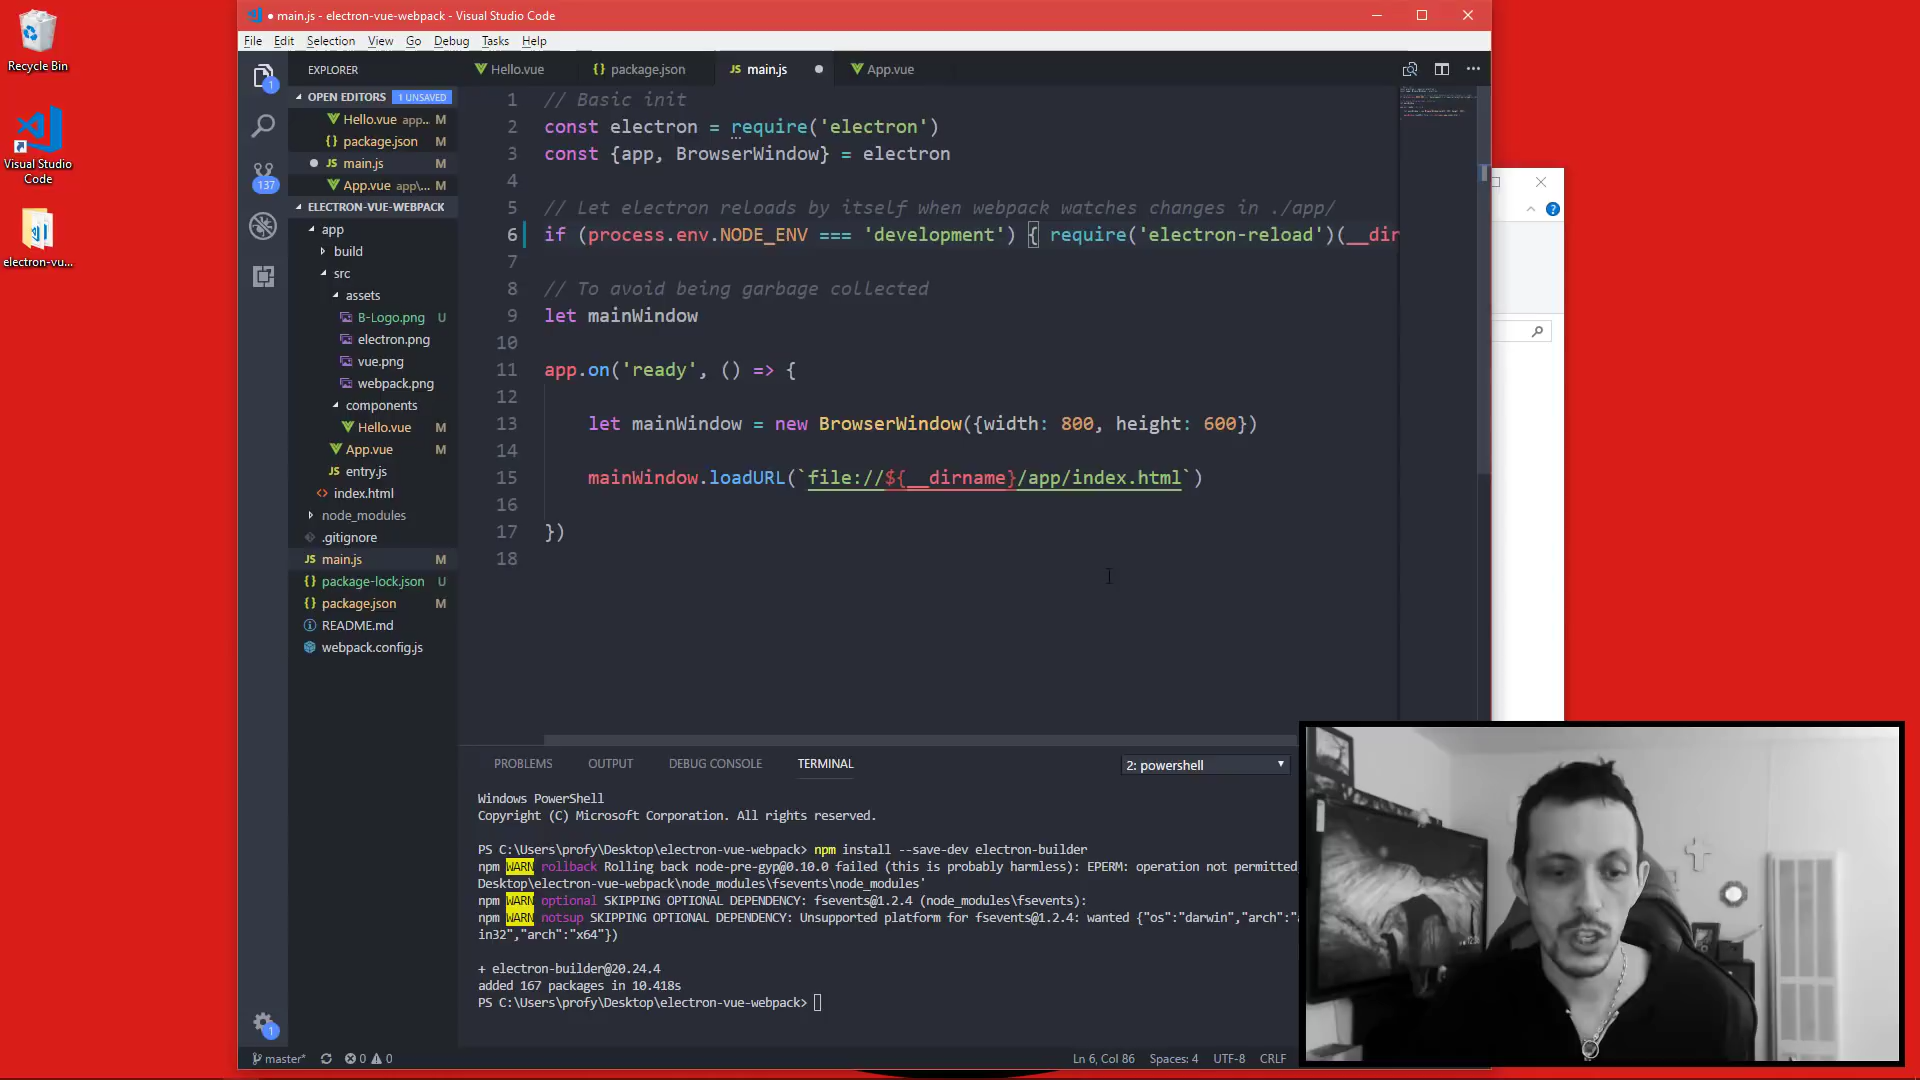 Recycle Bin
Visual Studio
Code
electron-vu...
● main.js - electron-vue-webpack - Visual Studio Code
File Edit Selection View Go Debug Tasks Help
EXPLORER
OPEN EDITORS 1 UNSAVED
Hello.vue app... M
package.json M
main.js M
App.vue app\... M
ELECTRON-VUE-WEBPACK
app
build
src
assets
B-Logo.png U
electron.png
vue.png
webpack.png
components
Hello.vue M
App.vue M
entry.js
index.html
node_modules
.gitignore
main.js M
package-lock.json U
package.json M
README.md
webpack.config.js
1
137
1
Hello.vue package.json main.js App.vue
1 // Basic init
2 const electron = require('electron')
3 const {app, BrowserWindow} = electron
4
5 // Let electron reloads by itself when webpack watches changes in ./app/
6 if (process.env.NODE_ENV === 'development') { require('electron-reload')(__dir
7
8 // To avoid being garbage collected
9 let mainWindow
10
11 app.on('ready', () => {
12
13 let mainWindow = new BrowserWindow({width: 800, height: 600})
14
15 mainWindow.loadURL(`file://${__dirname}/app/index.html`)
16
17 })
18
PROBLEMS OUTPUT DEBUG CONSOLE TERMINAL 2: powershell
Windows PowerShell
Copyright (C) Microsoft Corporation. All rights reserved.
PS C:\Users\profy\Desktop\electron-vue-webpack> npm install --save-dev electron-builder
npm WARN rollback Rolling back node-pre-gyp@0.10.0 failed (this is probably harmless): EPERM: operation not permitted,
Desktop\electron-vue-webpack\node_modules\fsevents\node_modules'
npm WARN optional SKIPPING OPTIONAL DEPENDENCY: fsevents@1.2.4 (node_modules\fsevents):
npm WARN notsup SKIPPING OPTIONAL DEPENDENCY: Unsupported platform for fsevents@1.2.4: wanted {"os":"darwin","arch":"
in32","arch":"x64"})
+ electron-builder@20.24.4
added 167 packages in 10.418s
PS C:\Users\profy\Desktop\electron-vue-webpack>
master* 0 0 Ln 6, Col 86 Spaces: 4 UTF-8 CRLF